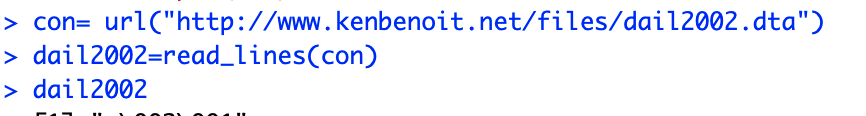 > con= url("http://www.kenbenoit.net/files/dail2002.dta")
> dail2002=read_lines(con)
> dail2002